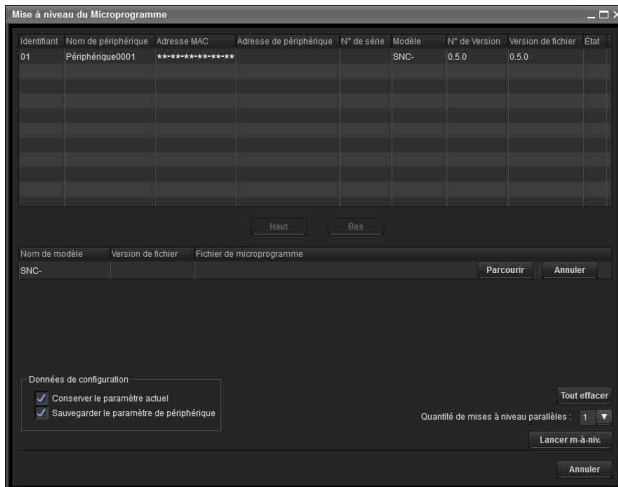 Mise à niveau du Microprogramme
Identifiant Nom de périphérique Adresse MAC Adresse de périphérique N° de série Modèle N° de Version Version de fichier État
01 Périphérique0001 **-**-**-**-**-** SNC- 0.5.0 0.5.0
Haut Bas
Nom de modèle Version de fichier Fichier de microprogramme
SNC- Parcourir Annuler
Données de configuration
Conserver le paramètre actuel
Sauvegarder le paramètre de périphérique
Tout effacer
Quantité de mises à niveau parallèles : 1
Lancer m-à-niv.
Annuler